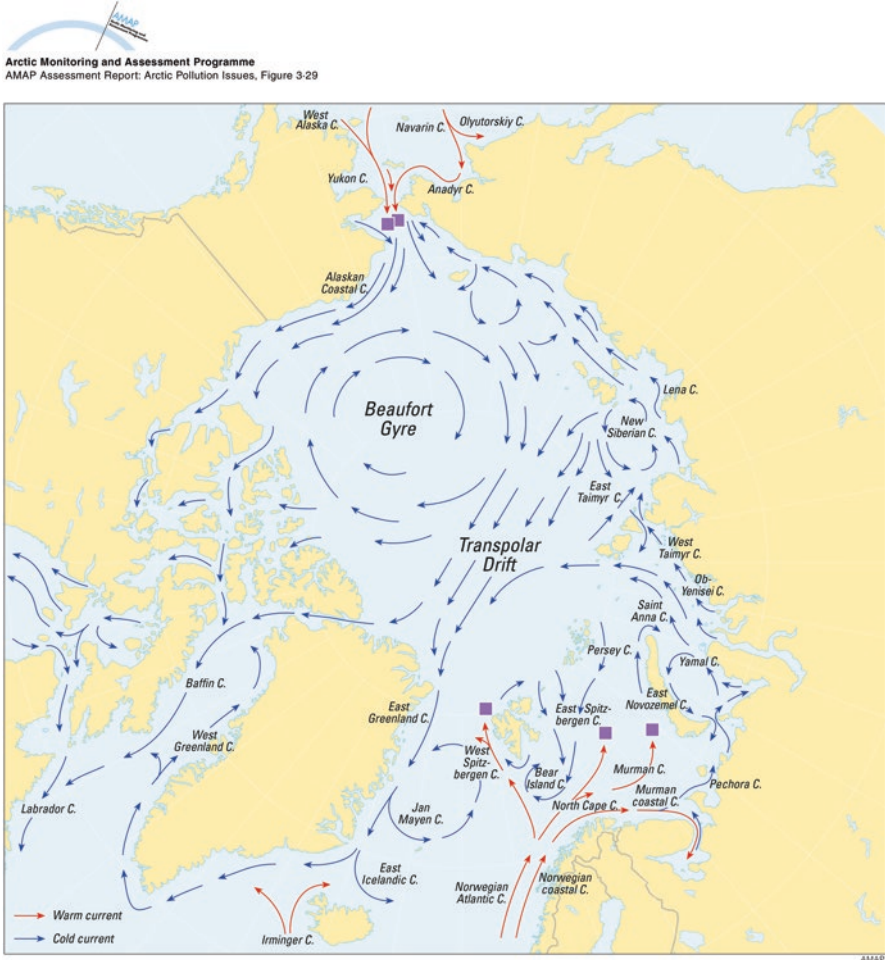 AMAP
Arctic Monitoring and Assessment Programme
AMAP Assessment Report: Arctic Pollution Issues, Figure 3-29
West
Alaska C.
Navarin C.
Olyutorskiy C.
Yukon C.
Anadyr C.
Alaskan
Coastal C.
Lena C.
Beaufort
Gyre
New
Siberian C.
East
Taimyr C.
Transpolar
Drift
West
Taimyr C.
Ob-
Yenisei C.
Saint
Anna C.
Persey C.
Yamal C.
Baffin C.
East
Novozemel C.
East
Greenland C.
East Spitz-
bergen C.
West
Greenland C.
West
Spitz-
bergen C.
Bear
Island C.
Murman C.
Pechora C.
Murman
coastal C.
North Cape C.
Labrador C.
Jan
Mayen C.
East
Icelandic C.
Norwegian
Atlantic C.
Norwegian
coastal C.
Irminger C.
Warm current
Cold current
AMAP